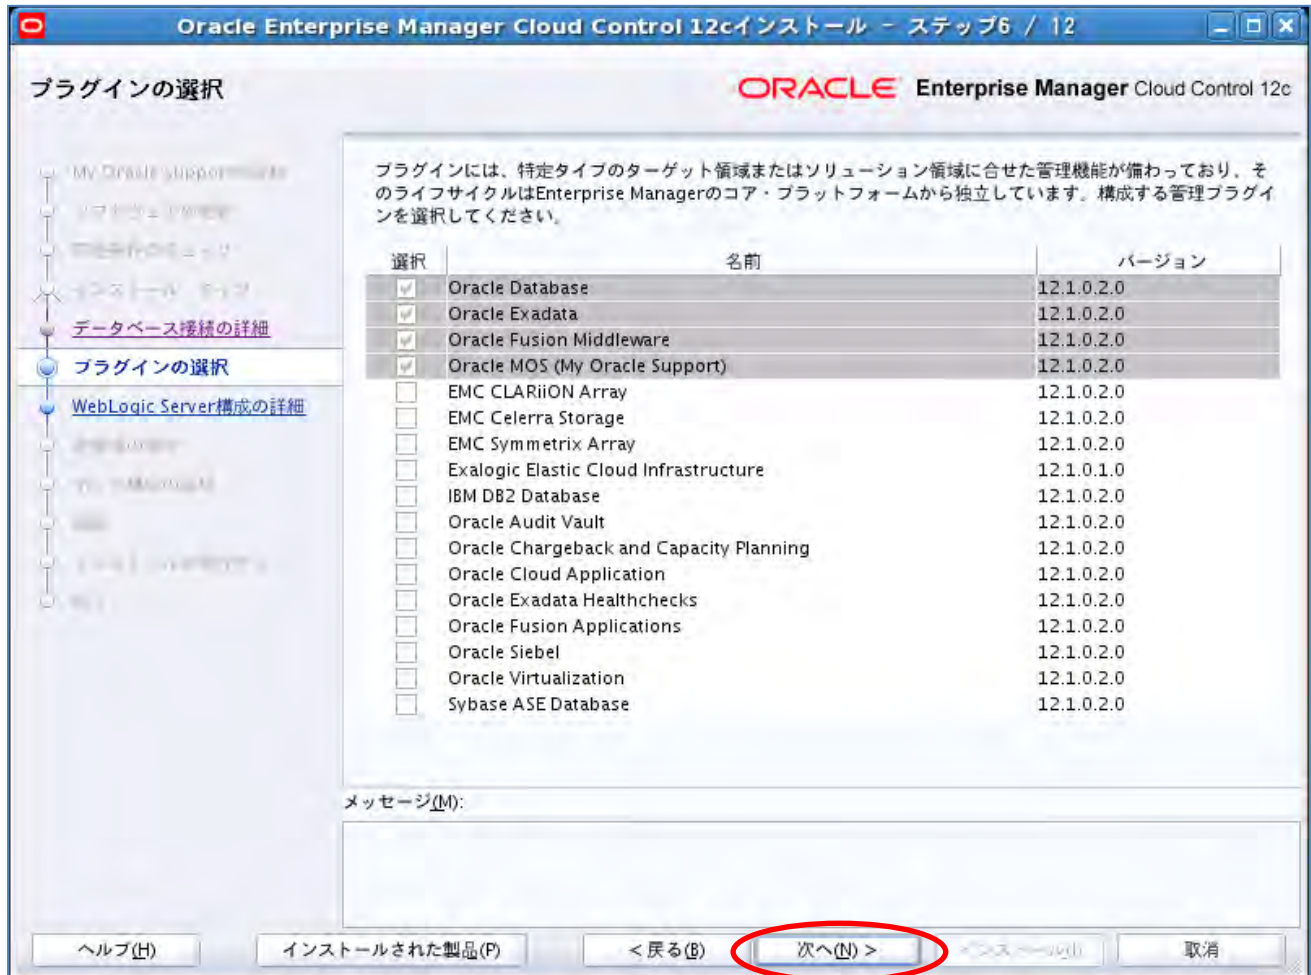 Oracle Enterprise Manager Cloud Control 12cインストール - ステップ6 / 12
プラグインの選択
ORACLE Enterprise Manager Cloud Control 12c
データベース接続の詳細
プラグインの選択
WebLogic Server構成の詳細
プラグインには、特定タイプのターゲット領域またはソリューション領域に合せた管理機能が備わっており、そ
のライフサイクルはEnterprise Managerのコア・プラットフォームから独立しています。構成する管理プラグイ
ンを選択してください。
選択 名前 バージョン
Oracle Database 12.1.0.2.0
Oracle Exadata 12.1.0.2.0
Oracle Fusion Middleware 12.1.0.2.0
Oracle MOS (My Oracle Support) 12.1.0.2.0
EMC CLARiiON Array 12.1.0.2.0
EMC Celerra Storage 12.1.0.2.0
EMC Symmetrix Array 12.1.0.2.0
Exalogic Elastic Cloud Infrastructure 12.1.0.1.0
IBM DB2 Database 12.1.0.2.0
Oracle Audit Vault 12.1.0.2.0
Oracle Chargeback and Capacity Planning 12.1.0.2.0
Oracle Cloud Application 12.1.0.2.0
Oracle Exadata Healthchecks 12.1.0.2.0
Oracle Fusion Applications 12.1.0.2.0
Oracle Siebel 12.1.0.2.0
Oracle Virtualization 12.1.0.2.0
Sybase ASE Database 12.1.0.2.0
メッセージ(M):
ヘルプ(H) インストールされた製品(P) < 戻る(B) 次へ(N) > インストール(I) 取消